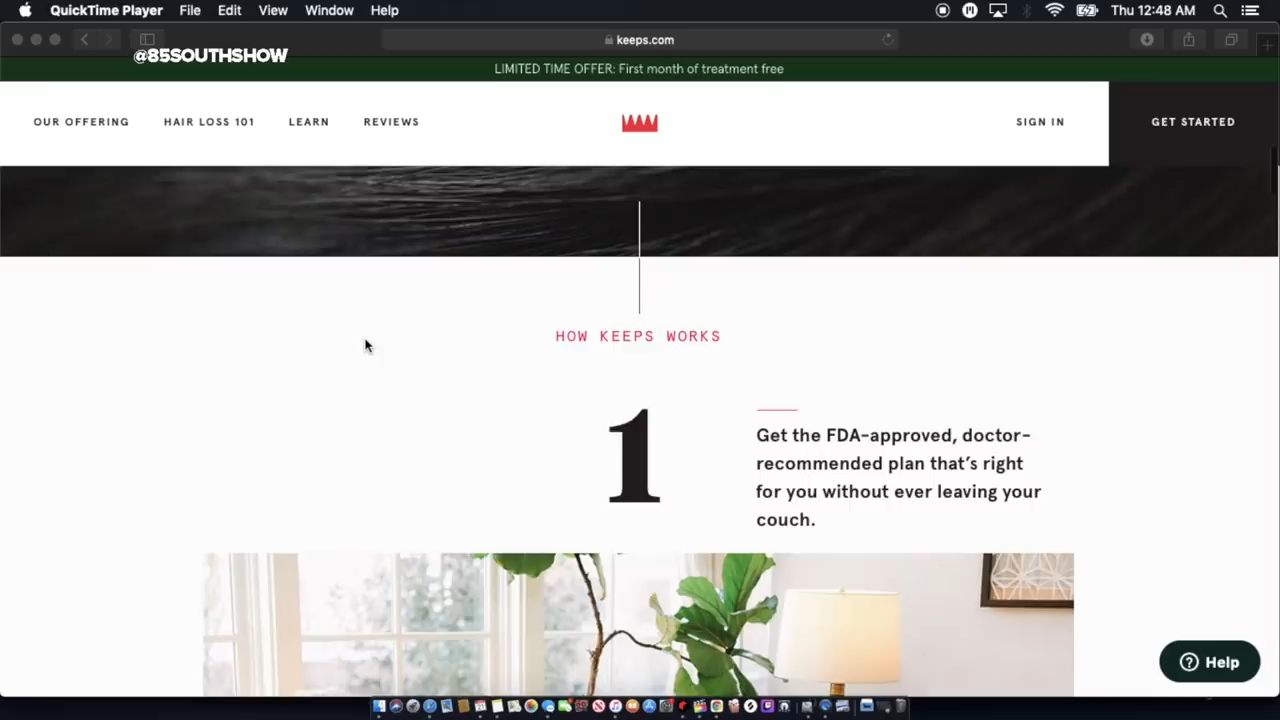 QuickTime Player File Edit View Window Help Thu 12:48 AM
@85SOUTHSHOW
keeps.com
LIMITED TIME OFFER: First month of treatment free
OUR OFFERING HAIR LOSS 101 LEARN REVIEWS SIGN IN GET STARTED
HOW KEEPS WORKS
1
Get the FDA-approved, doctor-
recommended plan that's right
for you without ever leaving your
couch.
Help